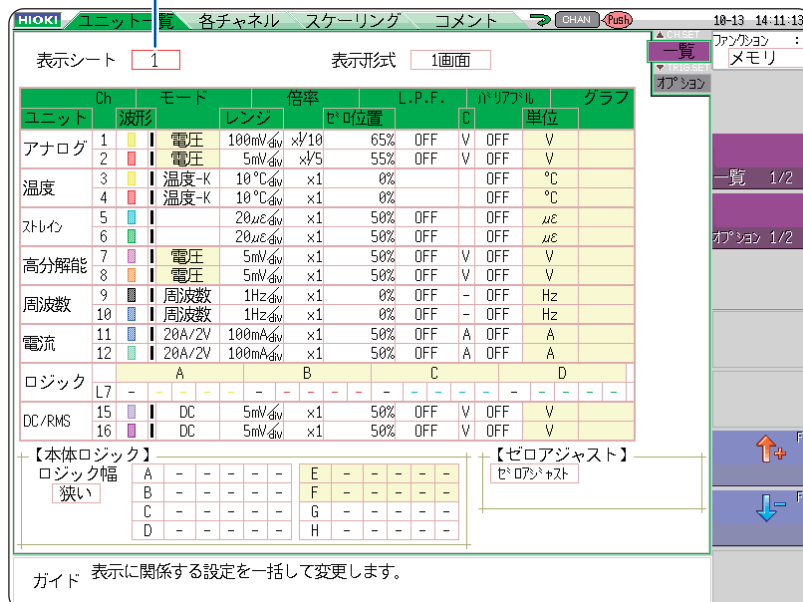 HIOKI ユニット一覧 各チャネル スケーリング コメント CHAN Push 10-13 14:11:13
表示シート 1 表示形式 1画面
▲CH SET
一覧
▼TRIG SET
オプション
ファンクション :
メモリ
Ch モード 倍率 L.P.F. バリアブル グラフ
ユニット 波形 レンジ ゼロ位置 C 単位
アナログ 1 電圧 100mV/div x1/10 65% OFF V OFF V
2 電圧 5mV/div x1/5 55% OFF V OFF V
温度 3 温度-K 10℃/div x1 0% OFF ℃
4 温度-K 10℃/div x1 0% OFF ℃
ストレイン 5 20με/div x1 50% OFF OFF με
6 20με/div x1 50% OFF OFF με
高分解能 7 電圧 5mV/div x1 50% OFF V OFF V
8 電圧 5mV/div x1 50% OFF V OFF V
周波数 9 周波数 1Hz/div x1 0% OFF - OFF Hz
10 周波数 1Hz/div x1 0% OFF - OFF Hz
電流 11 20A/2V 100mA/div x1 50% OFF A OFF A
12 20A/2V 100mA/div x1 50% OFF A OFF A
ロジック A B C D
L7 - - - - - - - - - - - - - - - -
DC/RMS 15 DC 5mV/div x1 50% OFF V OFF V
16 DC 5mV/div x1 50% OFF V OFF V
一覧 1/2
オプション 1/2
【本体ロジック】 【ゼロアジャスト】
ロジック幅 A - - - - E - - - - ゼロアジャスト
狭い B - - - - F - - - -
C - - - - G - - - -
D - - - - H - - - -
F
F
ガイド 表示に関係する設定を一括して変更します。